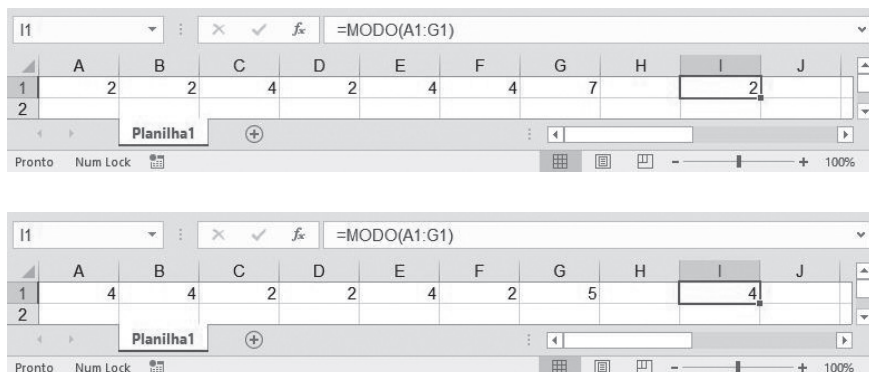 I1 fx =MODO(A1:G1)
A B C D E F G H I J
1 2 2 4 2 4 4 7 2
2
Planilha1
Pronto Num Lock - + 100%
I1 fx =MODO(A1:G1)
A B C D E F G H I J
1 4 4 2 2 4 2 5 4
2
Planilha1
Pronto Num Lock - + 100%